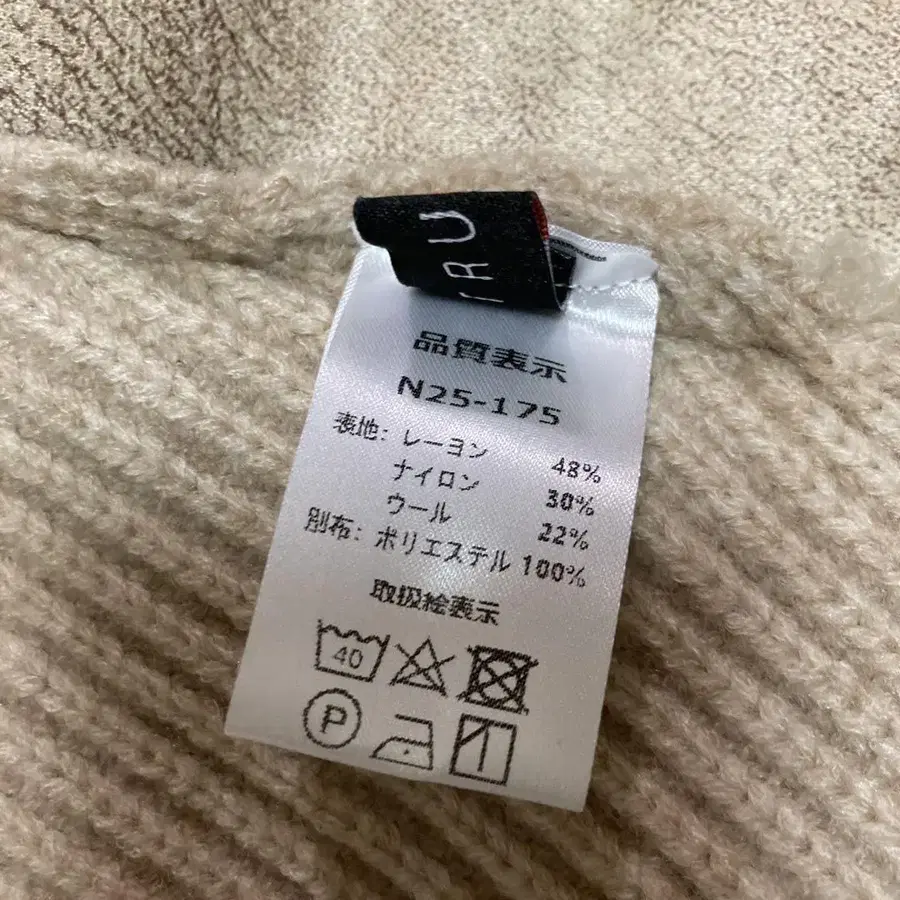 IRU
品質表示
N25-175
表地: レーヨン 48%
ナイロン 30%
ウール 22%
別布: ポリエステル 100%
取扱絵表示
40
P